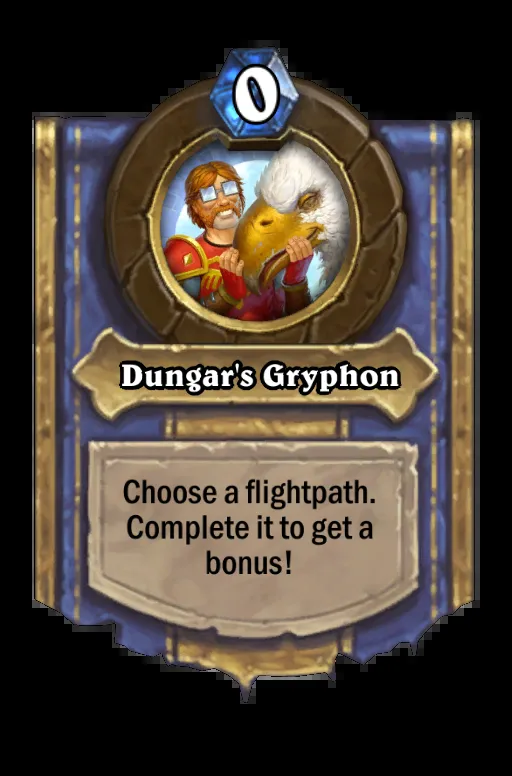 0
Dungar's Gryphon
Choose a flightpath.
Complete it to get a
bonus!